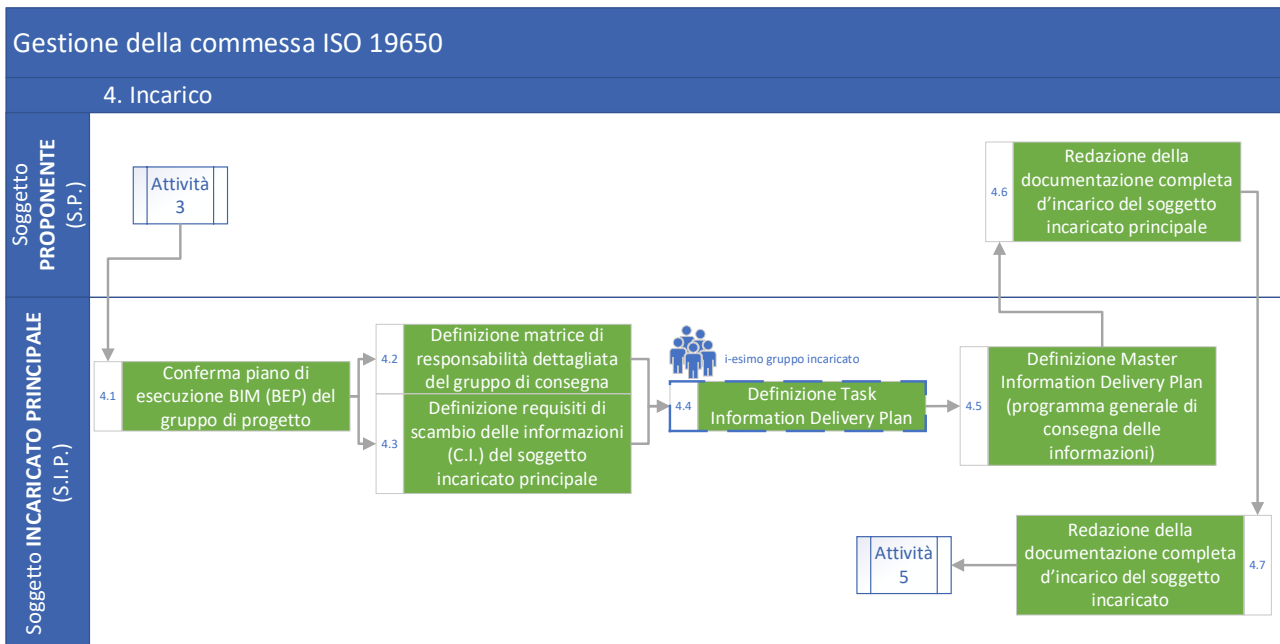 Gestione della commessa ISO 19650
4. Incarico
Soggetto
PROPONENTE
(S.P.)
Attività
3
4.6
Redazione della
documentazione completa
d’incarico del soggetto
incaricato principale
Soggetto INCARICATO PRINCIPALE
(S.I.P.)
4.1
Conferma piano di
esecuzione BIM (BEP) del
gruppo di progetto
4.2
Definizione matrice di
responsabilità dettagliata
del gruppo di consegna
4.3
Definizione requisiti di
scambio delle informazioni
(C.I.) del soggetto
incaricato principale
i-esimo gruppo incaricato
4.4
Definizione Task
Information Delivery Plan
4.5
Definizione Master
Information Delivery Plan
(programma generale di
consegna delle
informazioni)
Redazione della
documentazione completa
d’incarico del soggetto
incaricato
4.7
Attività
5